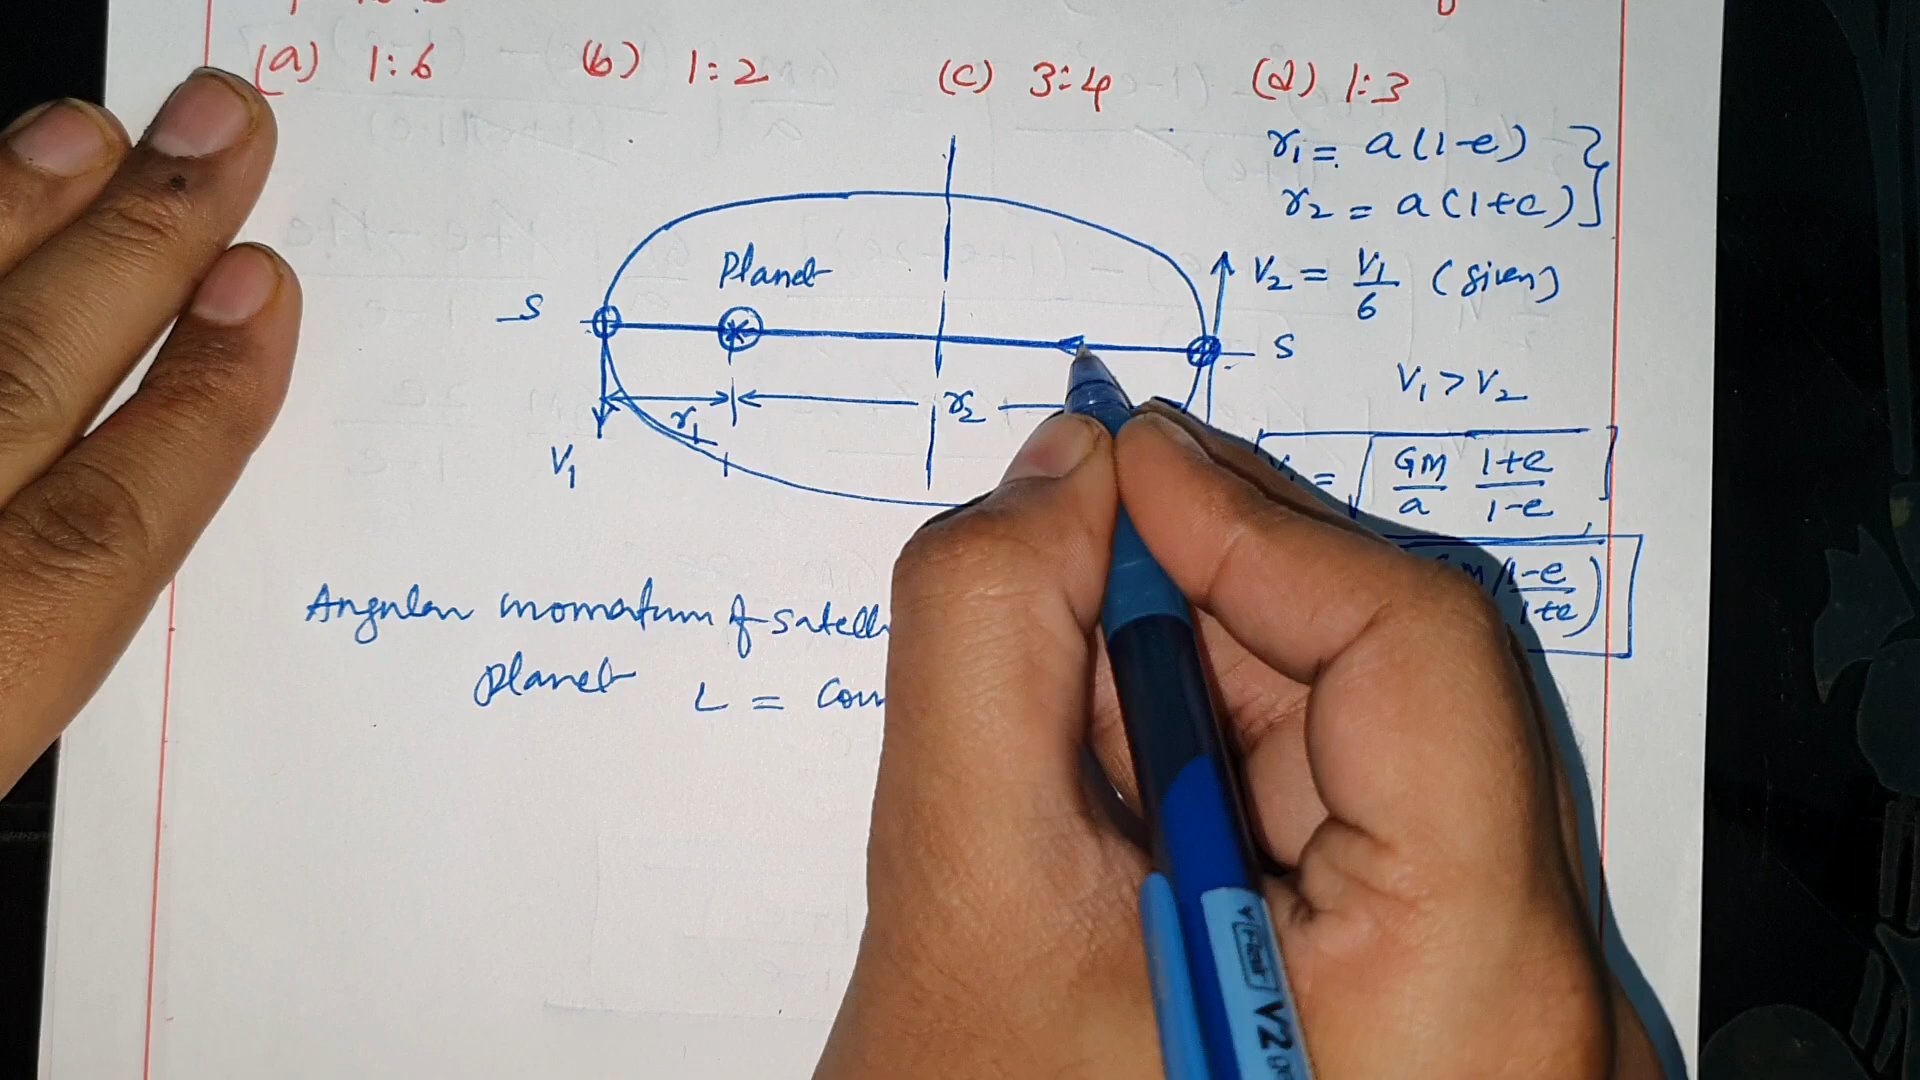 (a) 1:6 (b) 1:2 (c) 3:4 (d) 1:3
r1 = a(1-e)
r2 = a(1+e)
Planet
V2 = V1/6 (given)
S
S
V1 > V2
r1
r2
V1
= √ GM/a 1+e/1-e
M (1-e/1+e)
Angular momentum of satell
planet L = con
V2